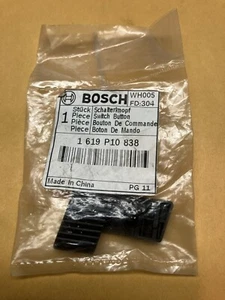 BOSCH
WH005
FD:304
1
Stück Schalterknopf
Piece Switch Button
Pièce Bouton De Commande
Piece Boton De Mando
1 619 P10 838
Made in China
PG 11